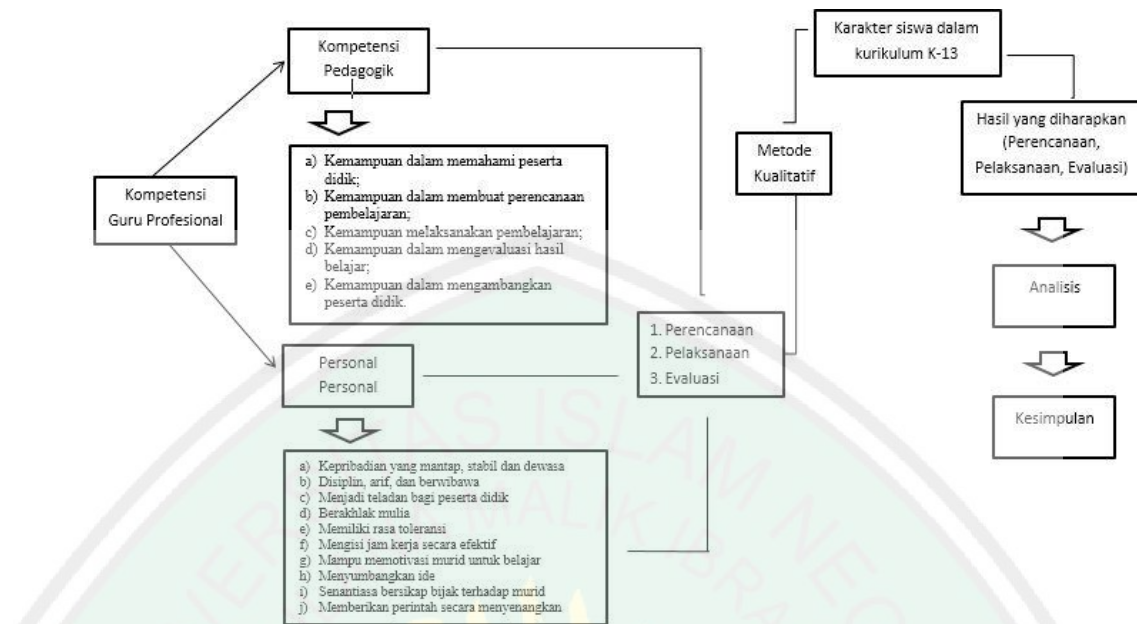 Kompetensi
Pedagogik
Karakter siswa dalam
kurikulum K-13
Hasil yang diharapkan
(Perencanaan,
Pelaksanaan, Evaluasi)
Metode
Kualitatif
Kompetensi
Guru Profesional
a) Kemampuan dalam memahami peserta
didik;
b) Kemampuan dalam membuat perencanaan
pembelajaran;
c) Kemampuan melaksanakan pembelajaran;
d) Kemampuan dalam mengevaluasi hasil
belajar;
e) Kemampuan dalam mengambangkan
peserta didik.
Analisis
1. Perencanaan
2. Pelaksanaan
3. Evaluasi
Personal
Personal
Kesimpulan
a) Kepribadian yang mantap, stabil dan dewasa
b) Disiplin, arif, dan berwibawa
c) Menjadi teladan bagi peserta didik
d) Berakhlak mulia
e) Memiliki rasa toleransi
f) Mengisi jam kerja secara efektif
g) Mampu memotivasi murid untuk belajar
h) Menyumbangkan ide
i) Senantiasa bersikap bijak terhadap murid
j) Memberikan perintah secara menyenangkan